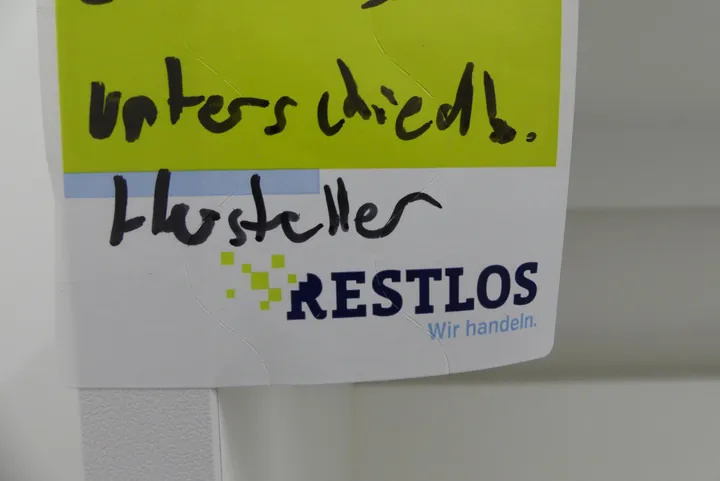 unterschiedl.
Hersteller
RESTLOS
Wir handeln.